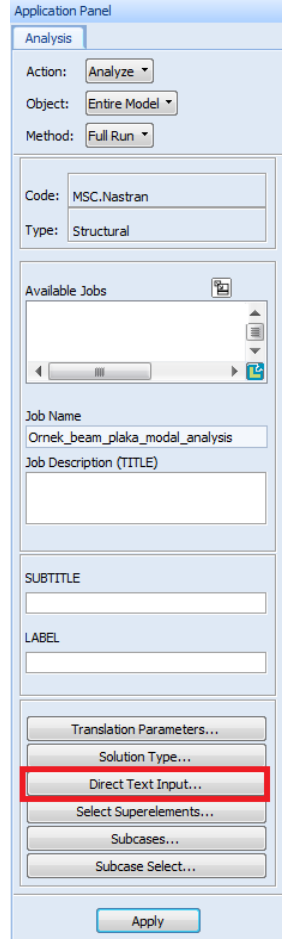 Application Panel
Analysis
Action: Analyze
Object: Entire Model
Method: Full Run
Code: MSC.Nastran
Type: Structural
Available Jobs
Job Name
Ornek_beam_plaka_modal_analysis
Job Description (TITLE)
SUBTITLE
LABEL
Translation Parameters...
Solution Type...
Direct Text Input...
Select Superelements...
Subcases...
Subcase Select...
Apply